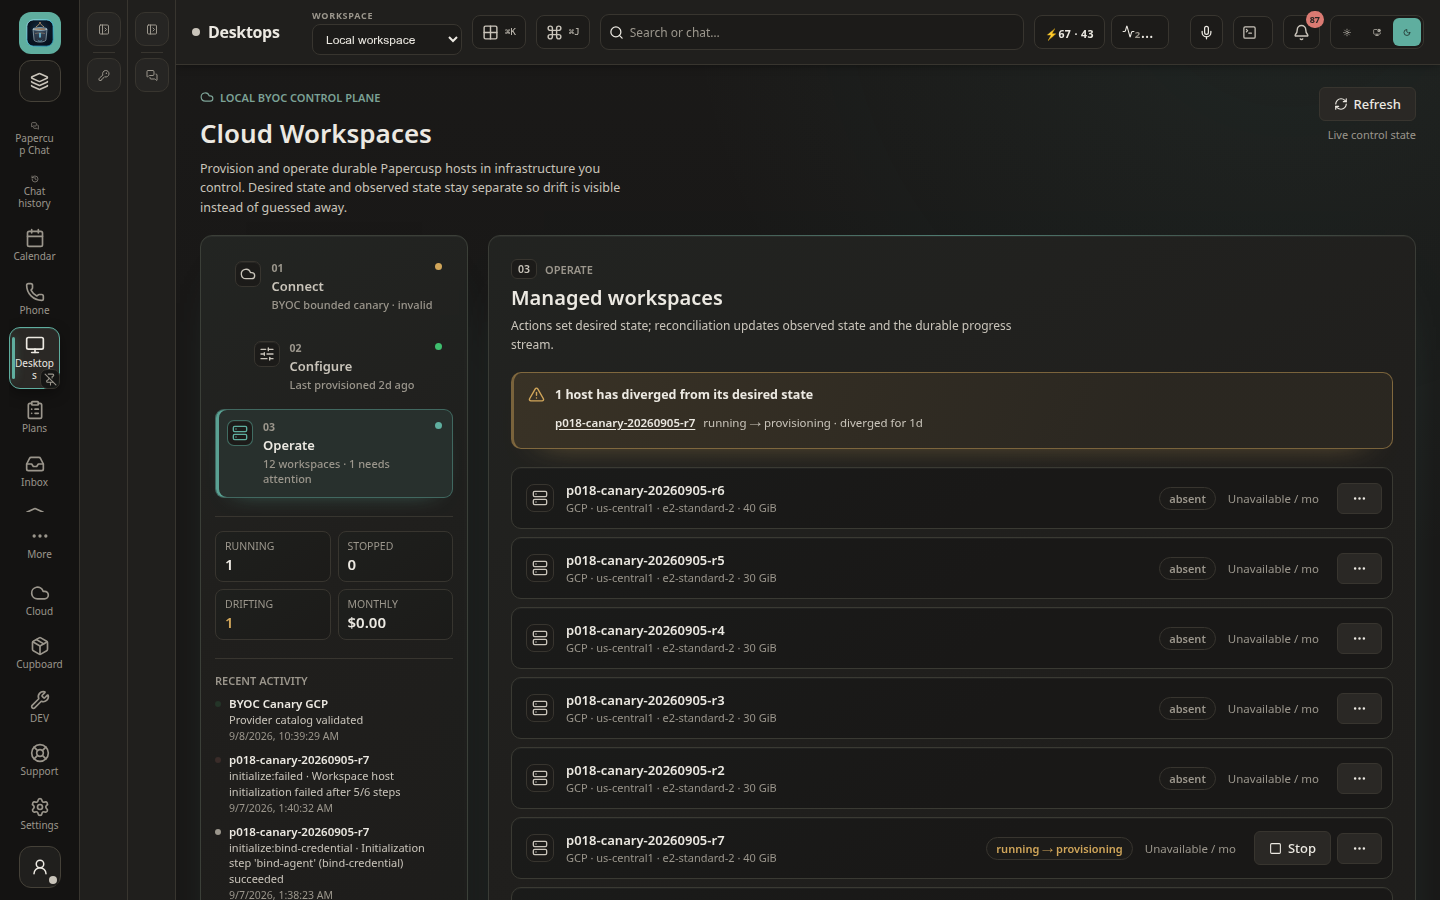 Desktops
WORKSPACE
Local workspace
⌘K
⌘J
Search or chat...
⚡67 · 43
2...
87
Papercu
p Chat
Chat
history
Calendar
Phone
Desktop
s
Plans
Inbox
More
Cloud
Cupboard
DEV
Support
Settings
LOCAL BYOC CONTROL PLANE
Cloud Workspaces
Provision and operate durable Papercusp hosts in infrastructure you
control. Desired state and observed state stay separate so drift is visible
instead of guessed away.
Refresh
Live control state
01
Connect
BYOC bounded canary · invalid
02
Configure
Last provisioned 2d ago
03
Operate
12 workspaces · 1 needs
attention
RUNNING
1
STOPPED
0
DRIFTING
1
MONTHLY
$0.00
RECENT ACTIVITY
BYOC Canary GCP
Provider catalog validated
9/8/2026, 10:39:29 AM
p018-canary-20260905-r7
initialize:failed · Workspace host
initialization failed after 5/6 steps
9/7/2026, 1:40:32 AM
p018-canary-20260905-r7
initialize:bind-credential · Initialization
step 'bind-agent' (bind-credential)
succeeded
9/7/2026, 1:38:23 AM
03 OPERATE
Managed workspaces
Actions set desired state; reconciliation updates observed state and the durable progress
stream.
1 host has diverged from its desired state
p018-canary-20260905-r7 running → provisioning · diverged for 1d
p018-canary-20260905-r6
GCP · us-central1 · e2-standard-2 · 40 GiB
absent
Unavailable / mo
p018-canary-20260905-r5
GCP · us-central1 · e2-standard-2 · 30 GiB
absent
Unavailable / mo
p018-canary-20260905-r4
GCP · us-central1 · e2-standard-2 · 30 GiB
absent
Unavailable / mo
p018-canary-20260905-r3
GCP · us-central1 · e2-standard-2 · 30 GiB
absent
Unavailable / mo
p018-canary-20260905-r2
GCP · us-central1 · e2-standard-2 · 30 GiB
absent
Unavailable / mo
p018-canary-20260905-r7
GCP · us-central1 · e2-standard-2 · 40 GiB
running → provisioning
Unavailable / mo
Stop